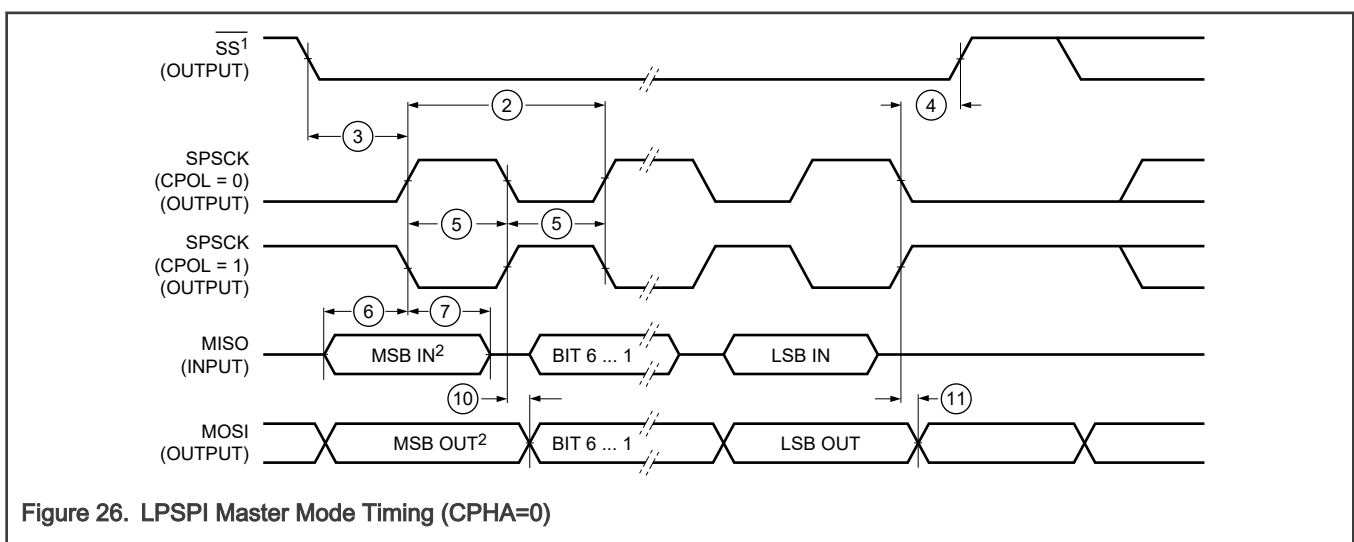 SS1
(OUTPUT)
2
4
3
SPSCK
(CPOL = 0)
(OUTPUT)
5
5
SPSCK
(CPOL = 1)
(OUTPUT)
6
7
MISO
(INPUT)
MSB IN2
BIT 6 ... 1
LSB IN
10
11
MOSI
(OUTPUT)
MSB OUT2
BIT 6 ... 1
LSB OUT
Figure 26. LPSPI Master Mode Timing (CPHA=0)